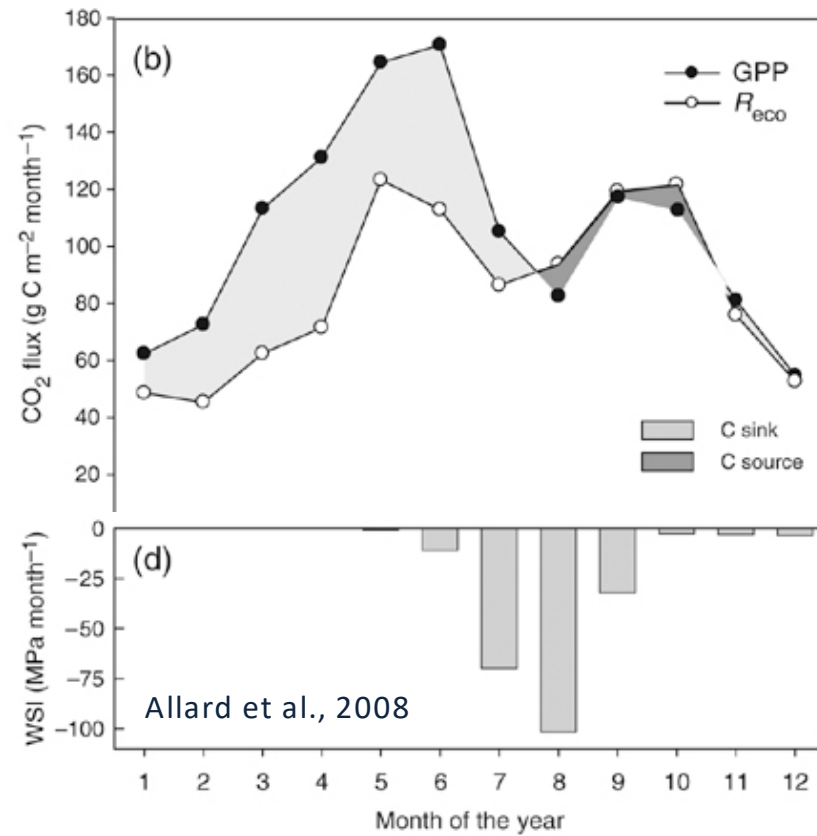 (b)
GPP
R eco
CO2 flux (g C m−2 month−1)
180
160
140
120
100
80
60
40
20
C sink
C source
(d)
WSI (MPa month−1)
0
−25
−50
−75
−100
Allard et al., 2008
1 2 3 4 5 6 7 8 9 10 11 12
Month of the year